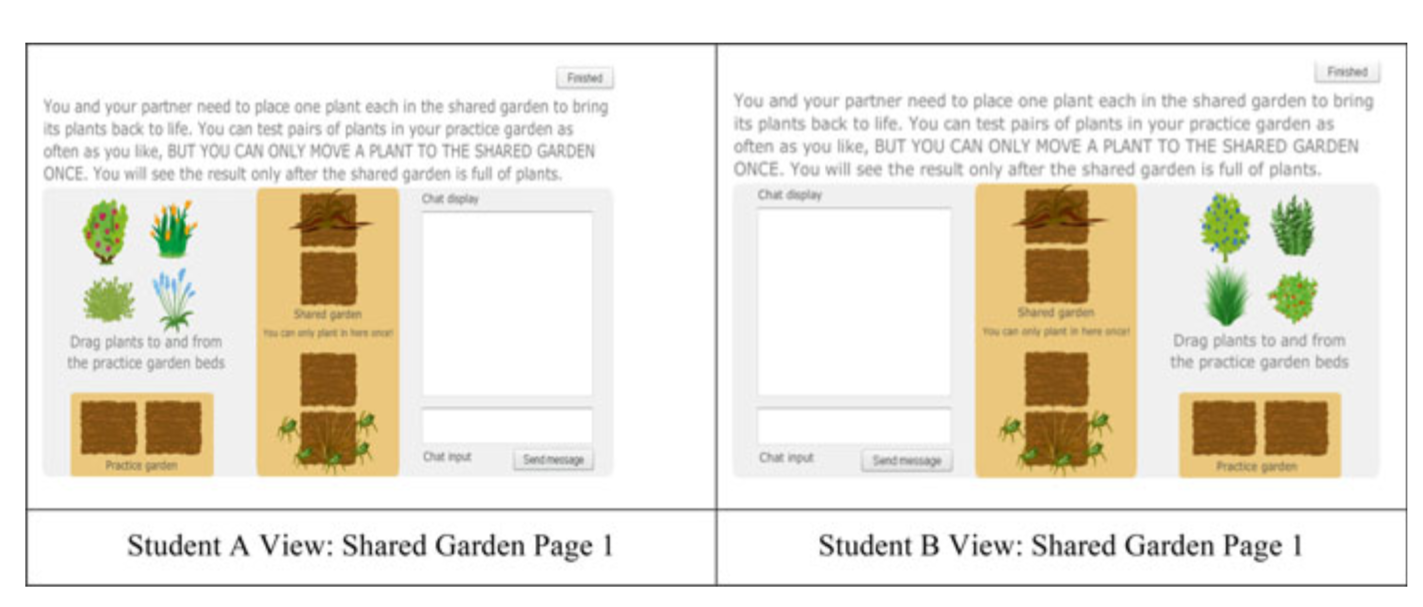 Finished
You and your partner need to place one plant each in the shared garden to bring
its plants back to life. You can test pairs of plants in your practice garden as
often as you like, BUT YOU CAN ONLY MOVE A PLANT TO THE SHARED GARDEN
ONCE. You will see the result only after the shared garden is full of plants.
Chat display
Shared garden
You can only plant in here once!
Drag plants to and from
the practice garden beds
Practice garden
Chat input
Send message
Student A View: Shared Garden Page 1
Finished
You and your partner need to place one plant each in the shared garden to bring
its plants back to life. You can test pairs of plants in your practice garden as
often as you like, BUT YOU CAN ONLY MOVE A PLANT TO THE SHARED GARDEN
ONCE. You will see the result only after the shared garden is full of plants.
Chat display
Shared garden
You can only plant in here once!
Drag plants to and from
the practice garden beds
Chat input
Send message
Practice garden
Student B View: Shared Garden Page 1